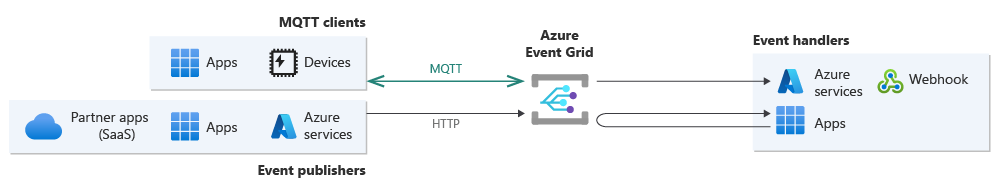 MQTT clients
Apps
Devices
MQTT
Azure
Event Grid
Event handlers
Azure
services
Webhook
Apps
Partner apps
(SaaS)
Apps
Azure
services
HTTP
Event publishers